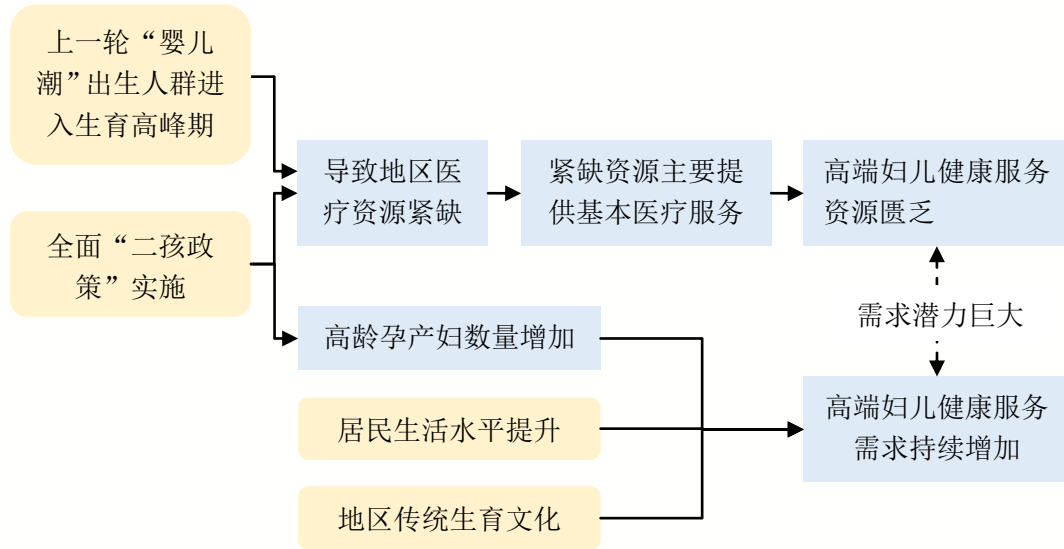 上一轮“婴儿
潮”出生人群进
入生育高峰期
全面“二孩政
策”实施
导致地区医
疗资源紧缺
紧缺资源主要提
供基本医疗服务
高端妇儿健康服务
资源匮乏
需求潜力巨大
高龄孕产妇数量增加
居民生活水平提升
地区传统生育文化
高端妇儿健康服务
需求持续增加